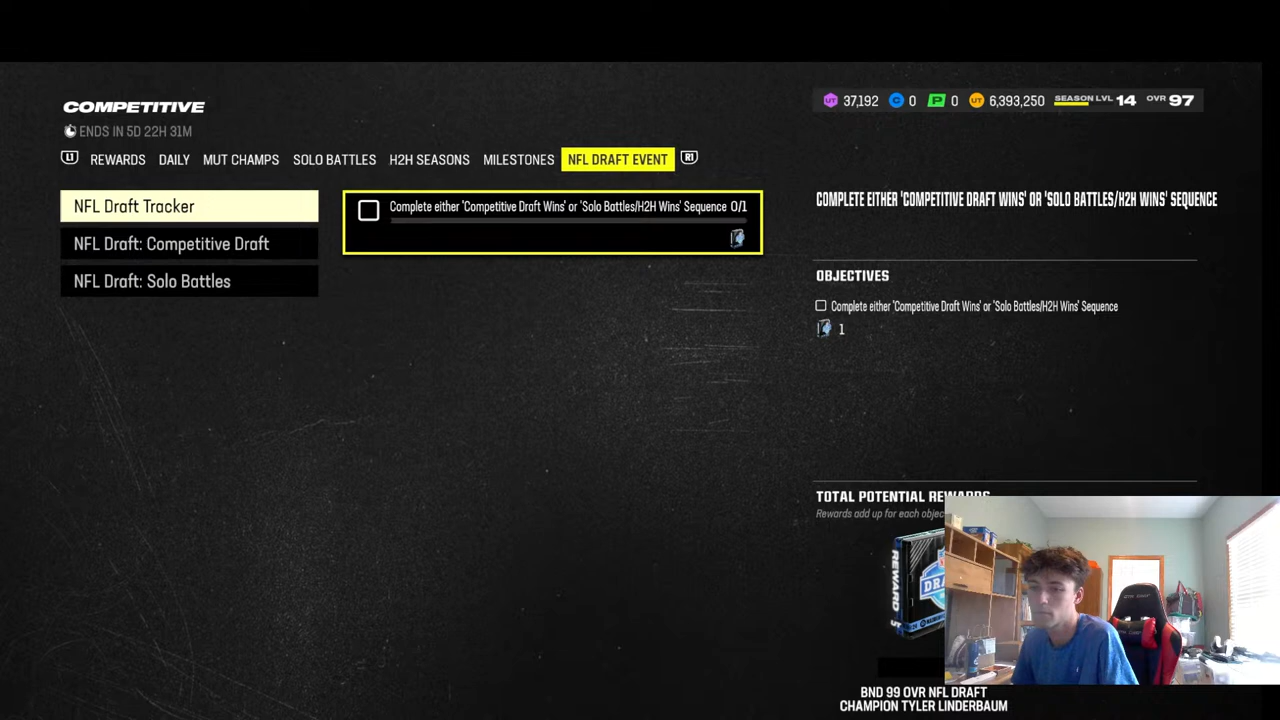 COMPETITIVE
ENDS IN 5D 22H 31M
37,192 0 P 0 6,393,250 SEASON LVL 14 OVR 97
L1 REWARDS DAILY MUT CHAMPS SOLO BATTLES H2H SEASONS MILESTONES NFL DRAFT EVENT R1
NFL Draft Tracker
NFL Draft: Competitive Draft
NFL Draft: Solo Battles
Complete either 'Competitive Draft Wins' or 'Solo Battles/H2H Wins' Sequence 0/1
COMPLETE EITHER 'COMPETITIVE DRAFT WINS' OR 'SOLO BATTLES/H2H WINS' SEQUENCE
OBJECTIVES
Complete either 'Competitive Draft Wins' or 'Solo Battles/H2H Wins' Sequence
1
TOTAL POTENTIAL REWARDS
Rewards add up for each
REWARD
BND 99 OVR NFL DRAFT
CHAMPION TYLER LINDERBAUM